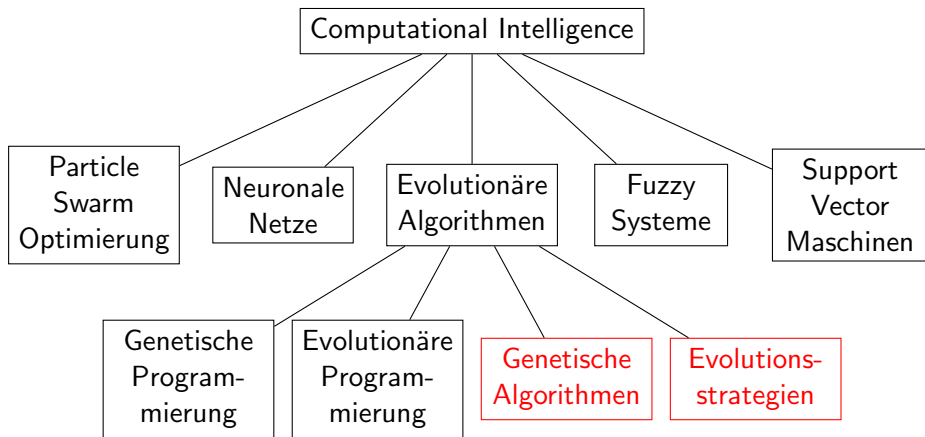 Computational Intelligence
Particle
Swarm
Optimierung
Neuronale
Netze
Evolutionäre
Algorithmen
Fuzzy
Systeme
Support
Vector
Maschinen
Genetische
Program-
mierung
Evolutionäre
Program-
mierung
Genetische
Algorithmen
Evolutions-
strategien